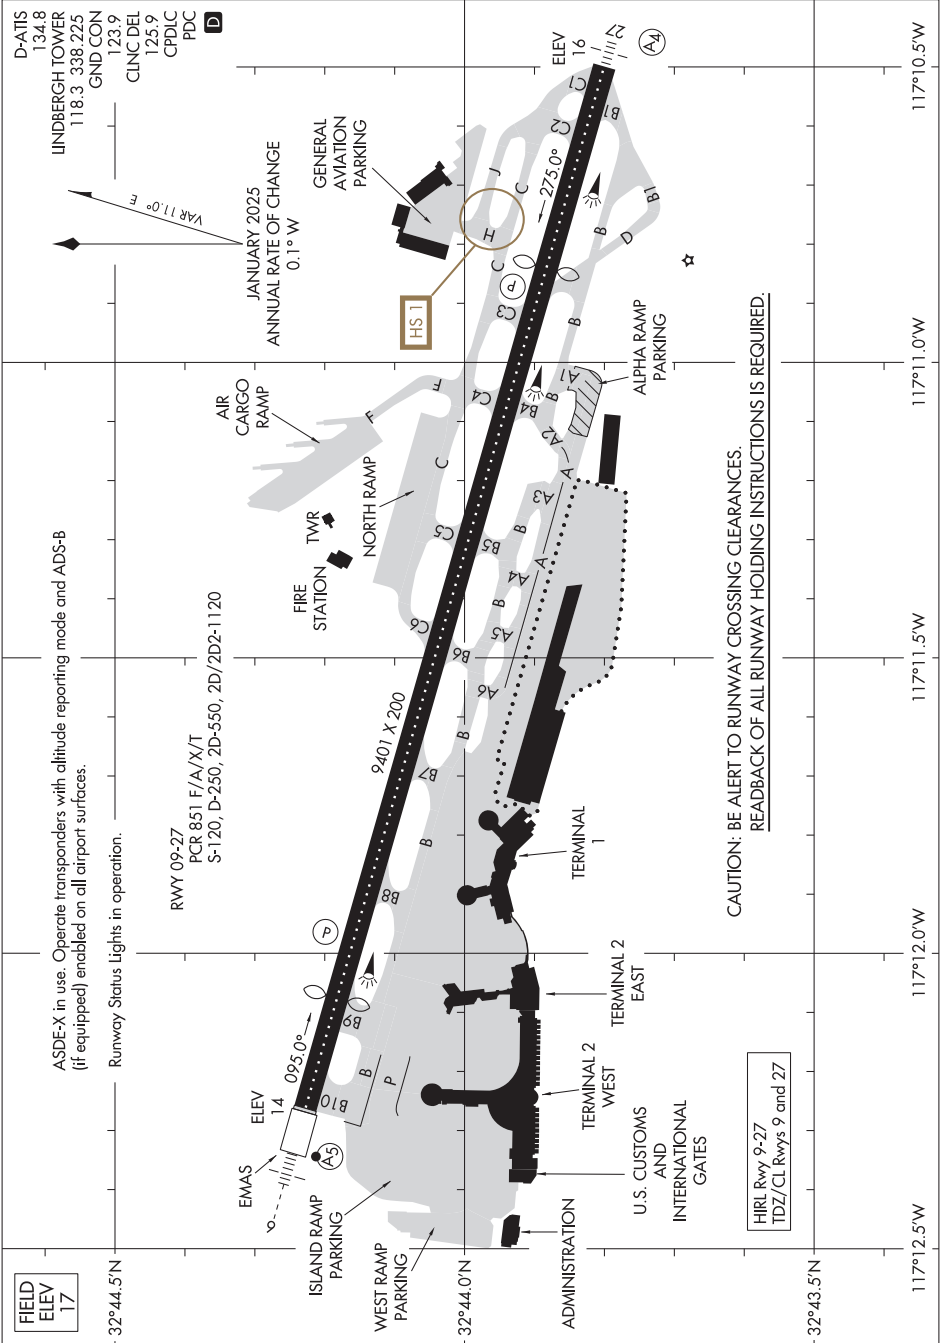 D-ATIS
134.8
LINDBERGH TOWER
118.3 338.225
GND CON
123.9
CLNC DEL
125.9
CPDLC
PDC
D
FIELD
ELEV
17
ASDE-X in use. Operate transponders with altitude reporting mode and ADS-B
(if equipped) enabled on all airport surfaces.
Runway Status Lights in operation.
RWY 09-27
PCR 851 F/A/X/T
S-120, D-250, 2D-550, 2D/2D2-1120
VAR 11.0° E
JANUARY 2025
ANNUAL RATE OF CHANGE
0.1° W
GENERAL
AVIATION
PARKING
AIR
CARGO
RAMP
NORTH RAMP
TWR
FIRE
STATION
HS 1
ELEV
16
27
A4
ELEV
14
EMAS
9
A5
095.0°
275.0°
9401 X 200
P
P
C1
C2
C
J
H
C
C3
C4
F
F
C
C5
C6
B1
B1
B
D
B
A1
B
B4
A2
A
A3
B
B5
A
A4
B
A5
B6
A6
B
B7
B
B8
B9
B
P
B10
ALPHA RAMP
PARKING
ISLAND RAMP
PARKING
WEST RAMP
PARKING
ADMINISTRATION
U.S. CUSTOMS
AND
INTERNATIONAL
GATES
TERMINAL 2
WEST
TERMINAL 2
EAST
TERMINAL
1
CAUTION: BE ALERT TO RUNWAY CROSSING CLEARANCES.
READBACK OF ALL RUNWAY HOLDING INSTRUCTIONS IS REQUIRED.
HIRL Rwy 9-27
TDZ/CL Rwys 9 and 27
32°44.5'N
32°44.0'N
32°43.5'N
117°12.5'W
117°12.0'W
117°11.5'W
117°11.0'W
117°10.5'W